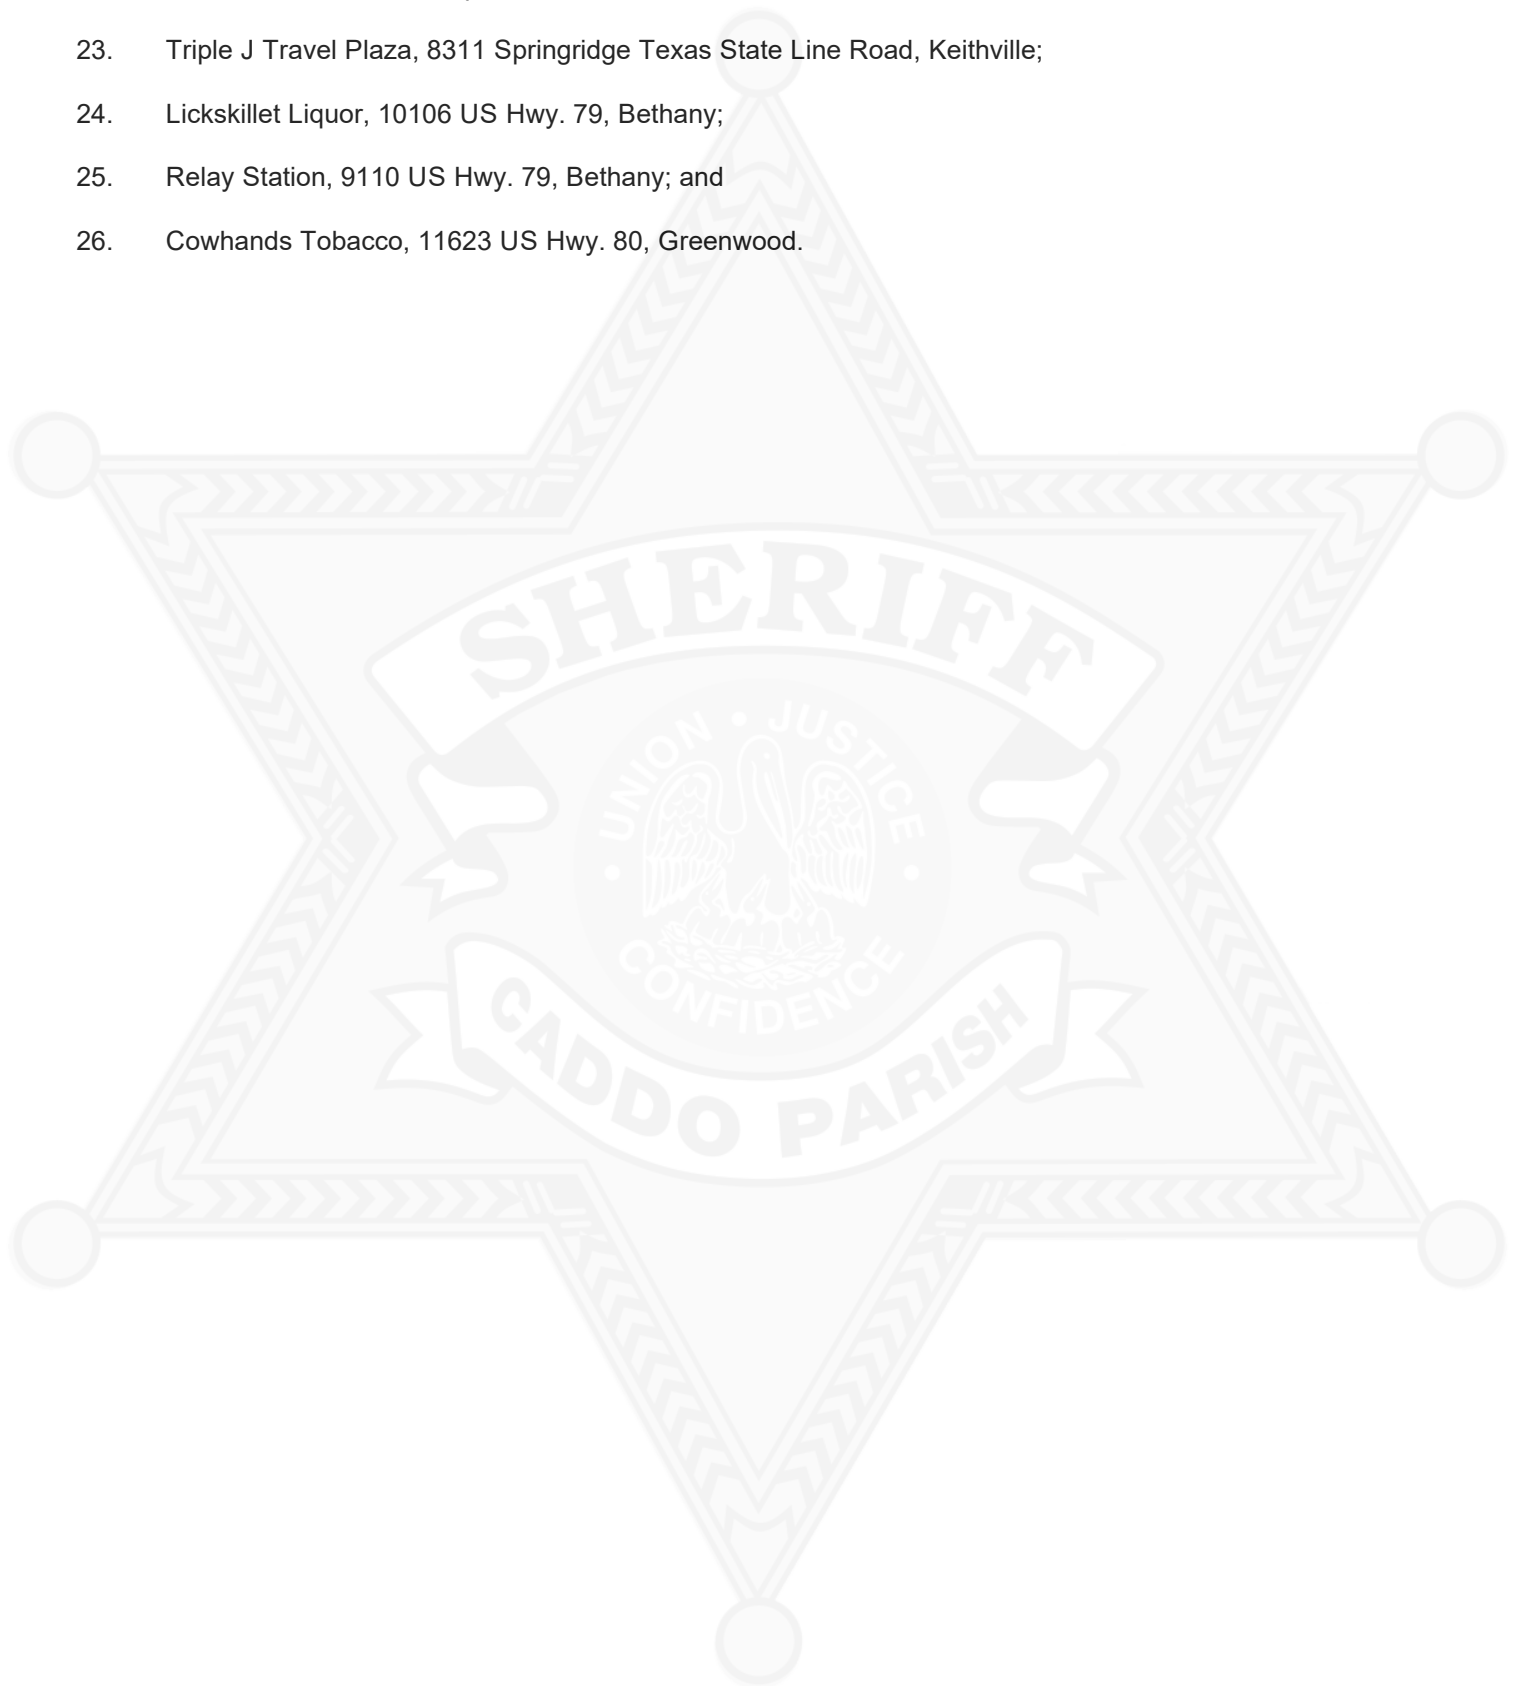 23. Triple J Travel Plaza, 8311 Springridge Texas State Line Road, Keithville;
24. Lickskillet Liquor, 10106 US Hwy. 79, Bethany;
25. Relay Station, 9110 US Hwy. 79, Bethany; and
26. Cowhands Tobacco, 11623 US Hwy. 80, Greenwood.
SHERIFF
UNION • JUSTICE
• CONFIDENCE •
CADDO PARISH